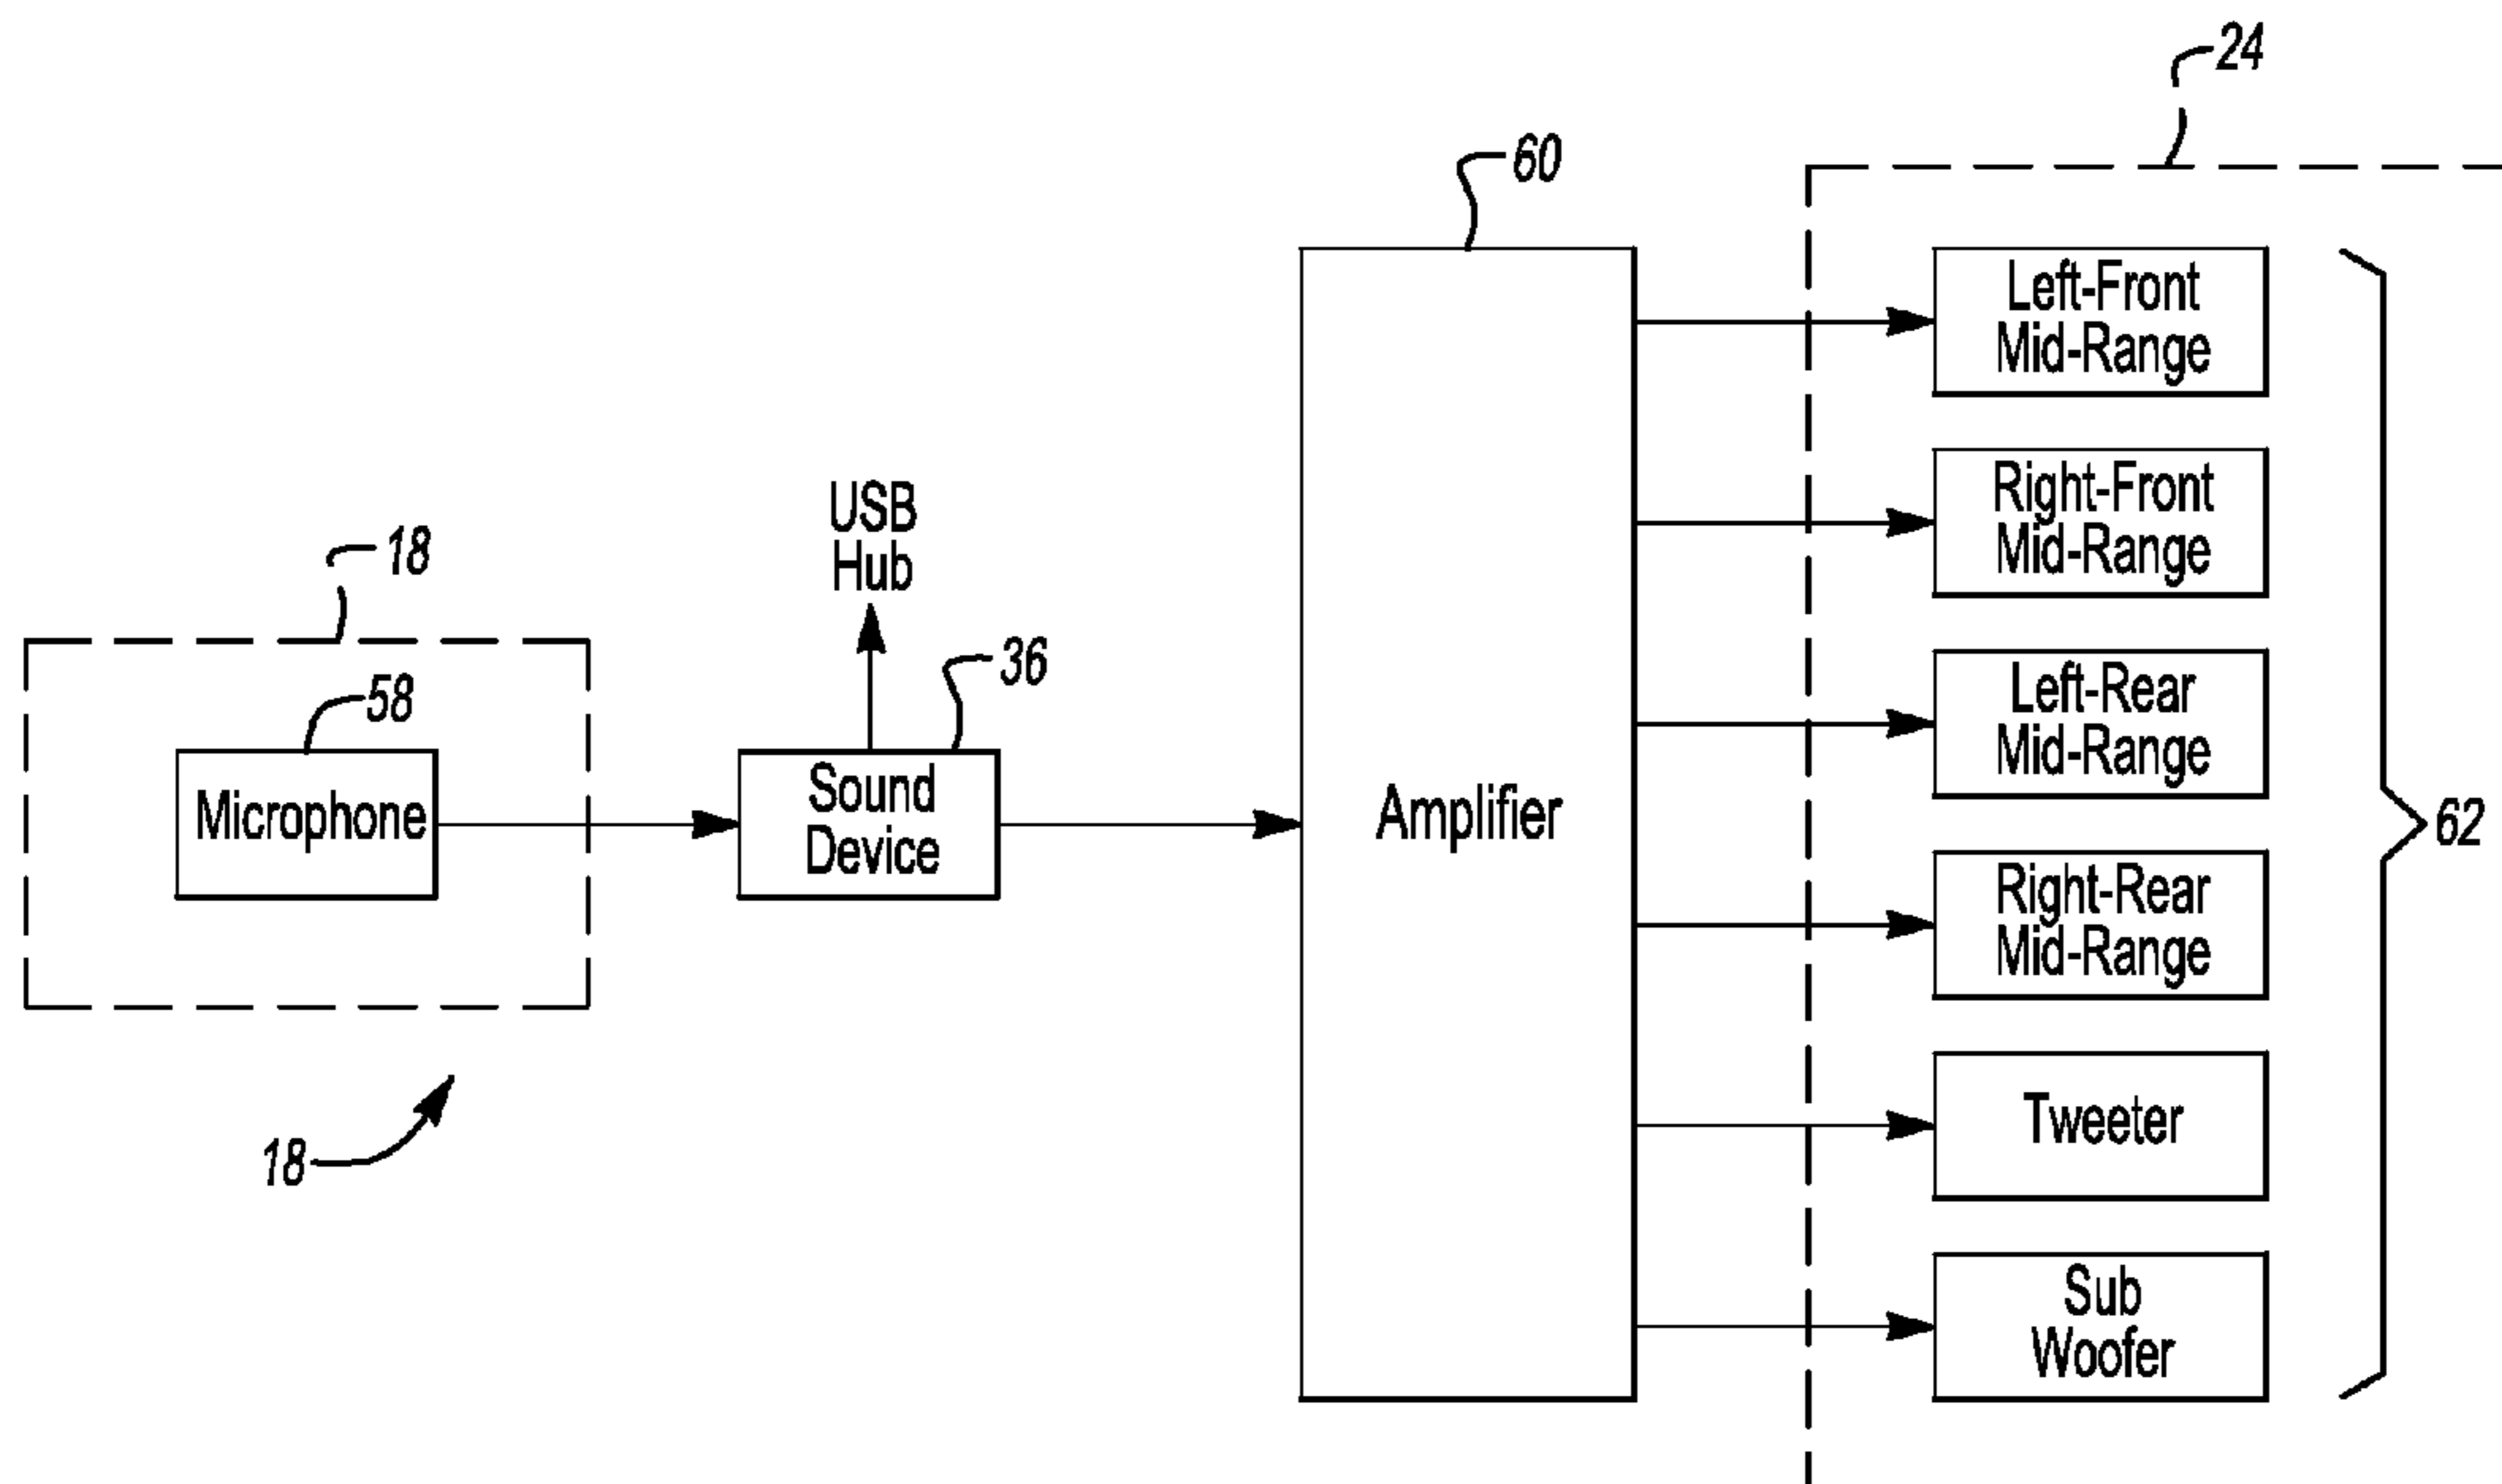 24
60
Left-Front
Mid-Range
Right-Front
Mid-Range
USB
Hub
18
36
58
Left-Rear
Mid-Range
Microphone
Sound
Device
Amplifier
62
Right-Rear
Mid-Range
Tweeter
18
Sub
Woofer